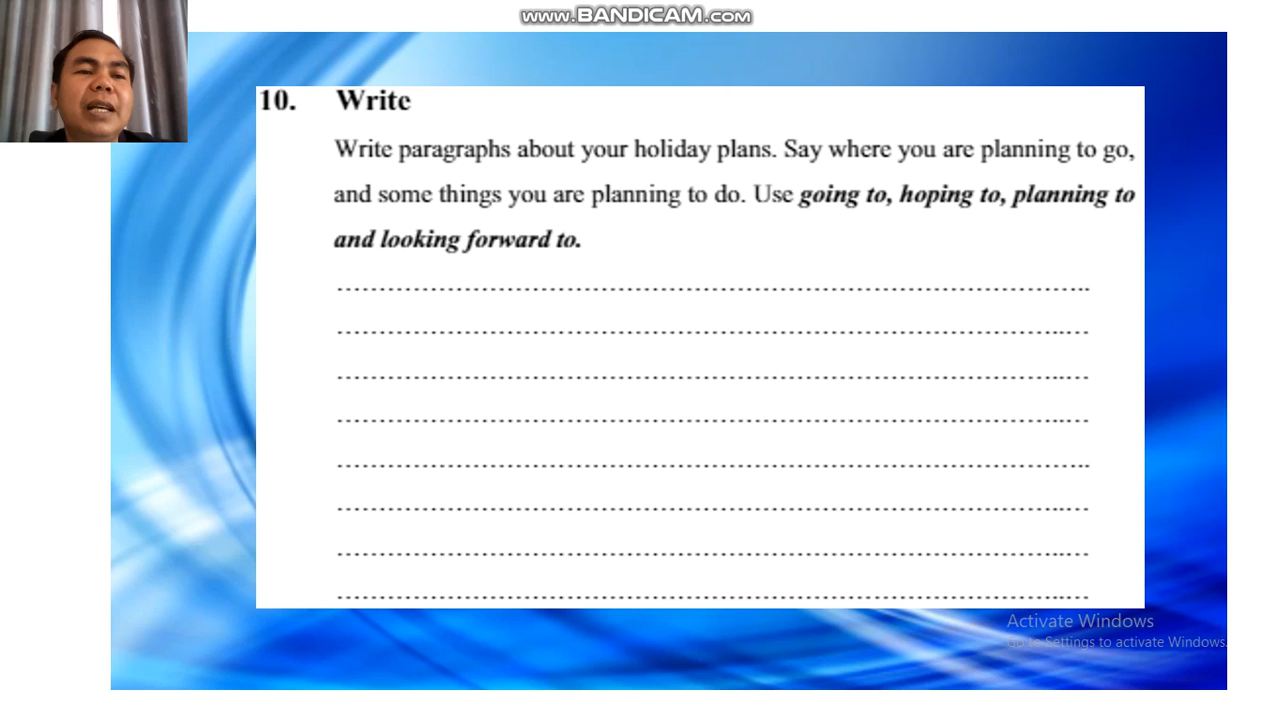 www.BANDICAM.com
10. Write
Write paragraphs about your holiday plans. Say where you are planning to go,
and some things you are planning to do. Use going to, hoping to, planning to
and looking forward to.
Activate Windows
Go to Settings to activate Windows.